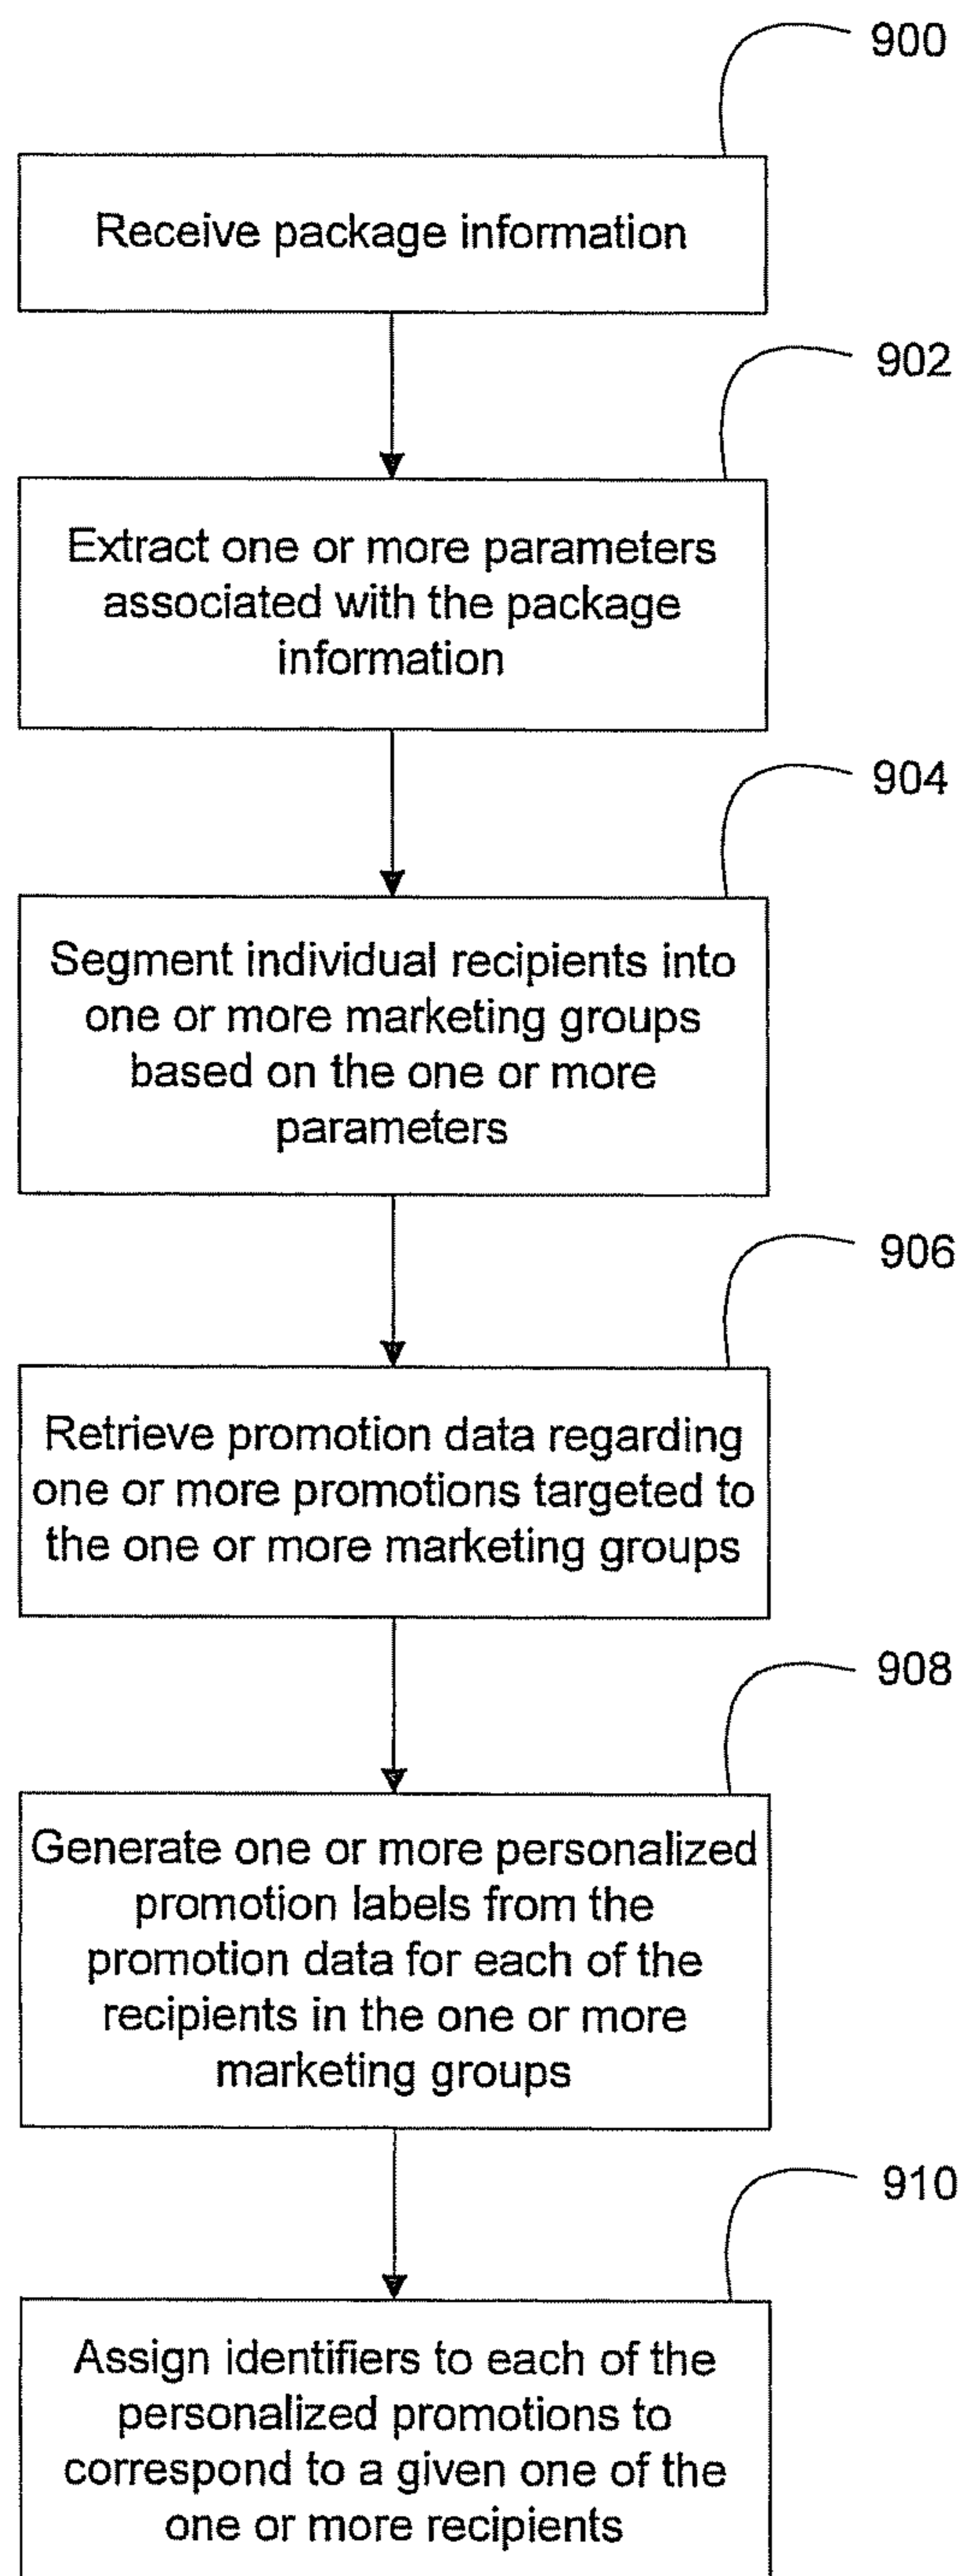 900
Receive package information
902
Extract one or more parameters
associated with the package
information
904
Segment individual recipients into
one or more marketing groups
based on the one or more
parameters
906
Retrieve promotion data regarding
one or more promotions targeted to
the one or more marketing groups
908
Generate one or more personalized
promotion labels from the
promotion data for each of the
recipients in the one or more
marketing groups
910
Assign identifiers to each of the
personalized promotions to
correspond to a given one of the
one or more recipients